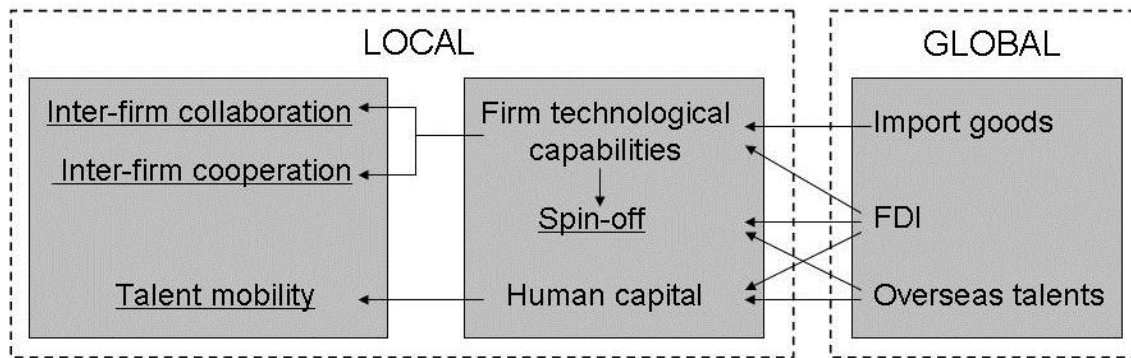 LOCAL
GLOBAL
Inter-firm collaboration
Inter-firm cooperation
Talent mobility
Firm technological
capabilities
Spin-off
Human capital
Import goods
FDI
Overseas talents